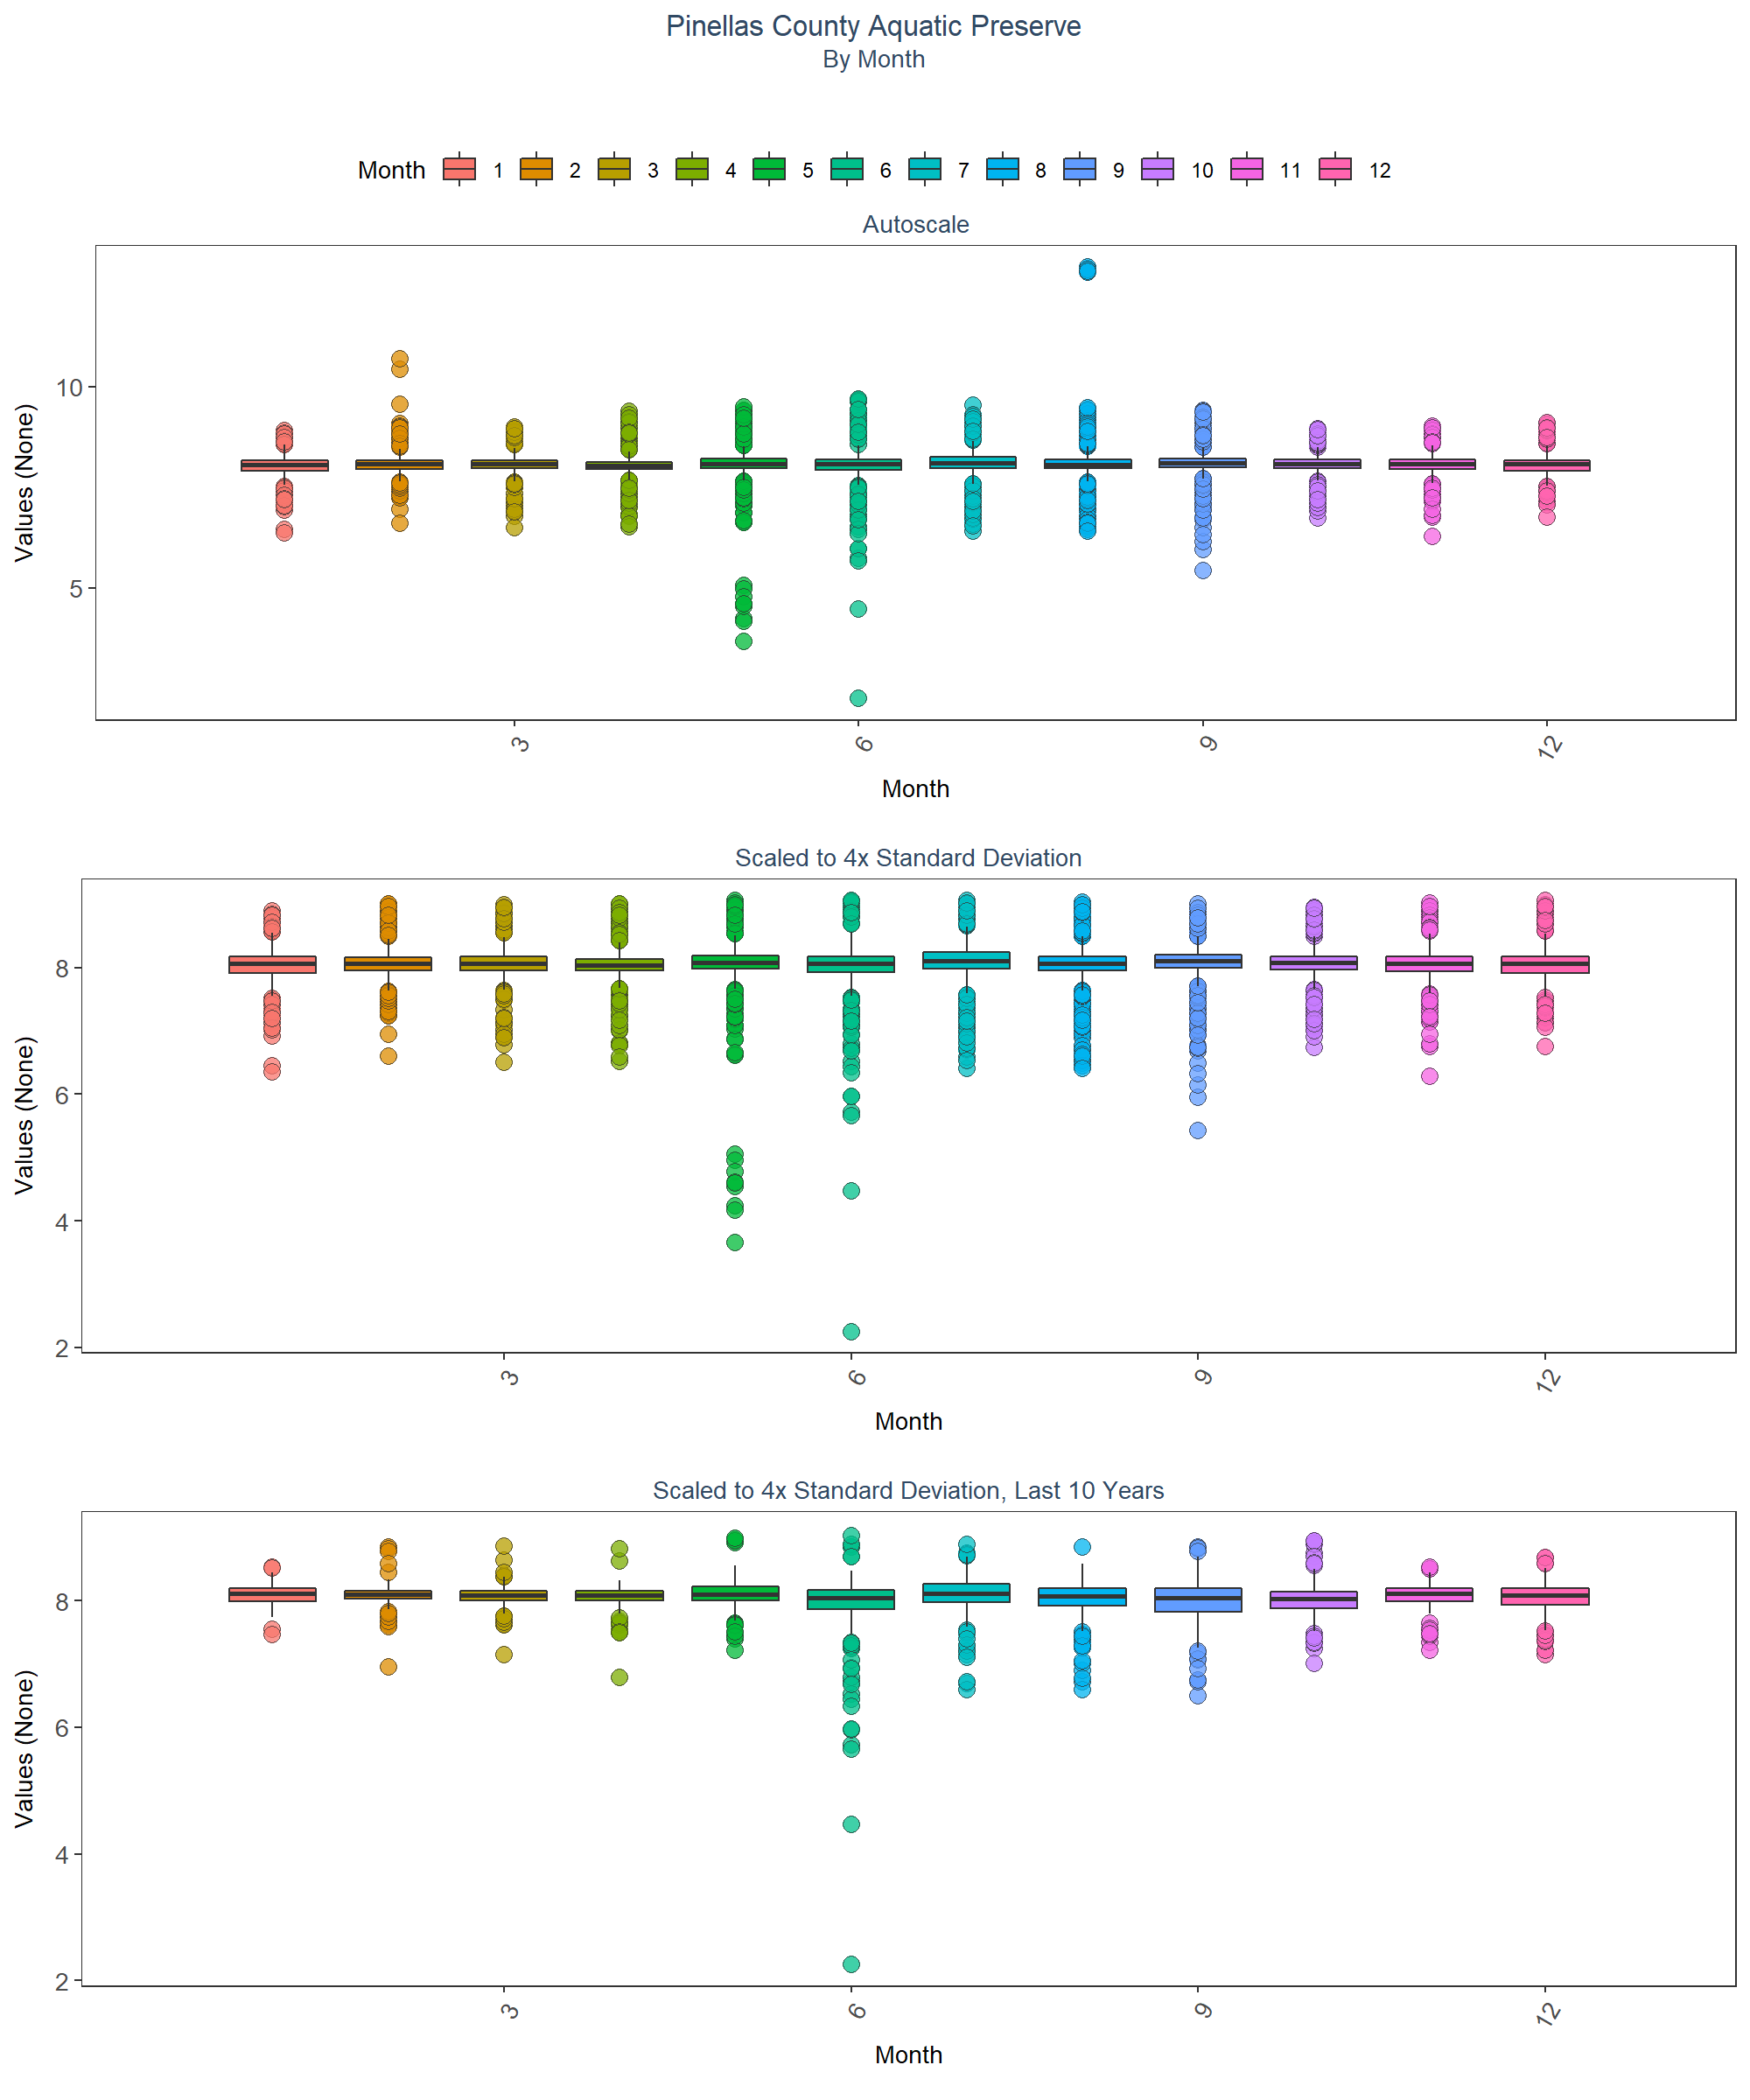 Pinellas County Aquatic Preserve
By Month
Month 1 2 3 4 5 6 7 8 9 10 11 12
Autoscale
Values (None)
10
5
3 6 9 12
Month
Scaled to 4x Standard Deviation
Values (None)
8
6
4
2
3 6 9 12
Month
Scaled to 4x Standard Deviation, Last 10 Years
Values (None)
8
6
4
2
3 6 9 12
Month